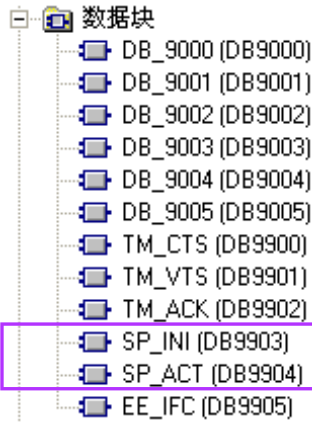 数据块
DB_9000 (DB9000)
DB_9001 (DB9001)
DB_9002 (DB9002)
DB_9003 (DB9003)
DB_9004 (DB9004)
DB_9005 (DB9005)
TM_CTS (DB9900)
TM_VTS (DB9901)
TM_ACK (DB9902)
SP_INI (DB9903)
SP_ACT (DB9904)
EE_IFC (DB9905)